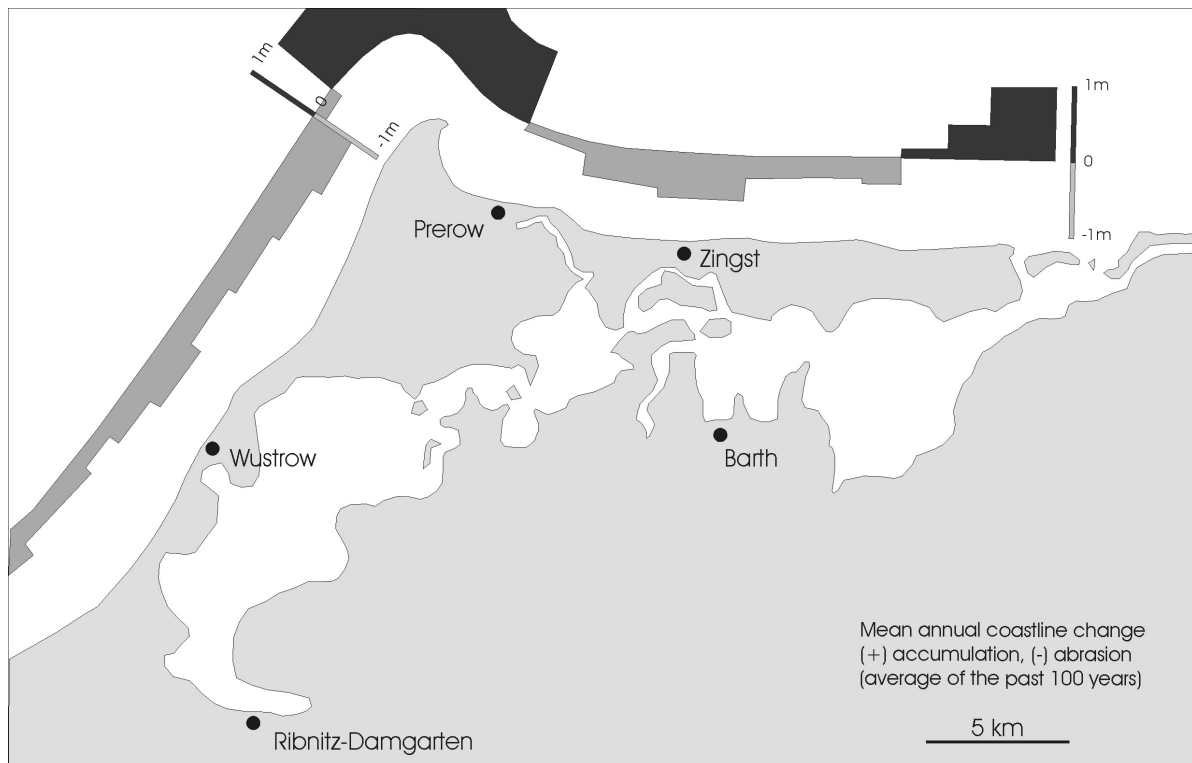 1m
0
-1m
1m
0
-1m
Prerow
Zingst
Wustrow
Barth
Mean annual coastline change
(+) accumulation, (-) abrasion
(average of the past 100 years)
5 km
Ribnitz-Damgarten